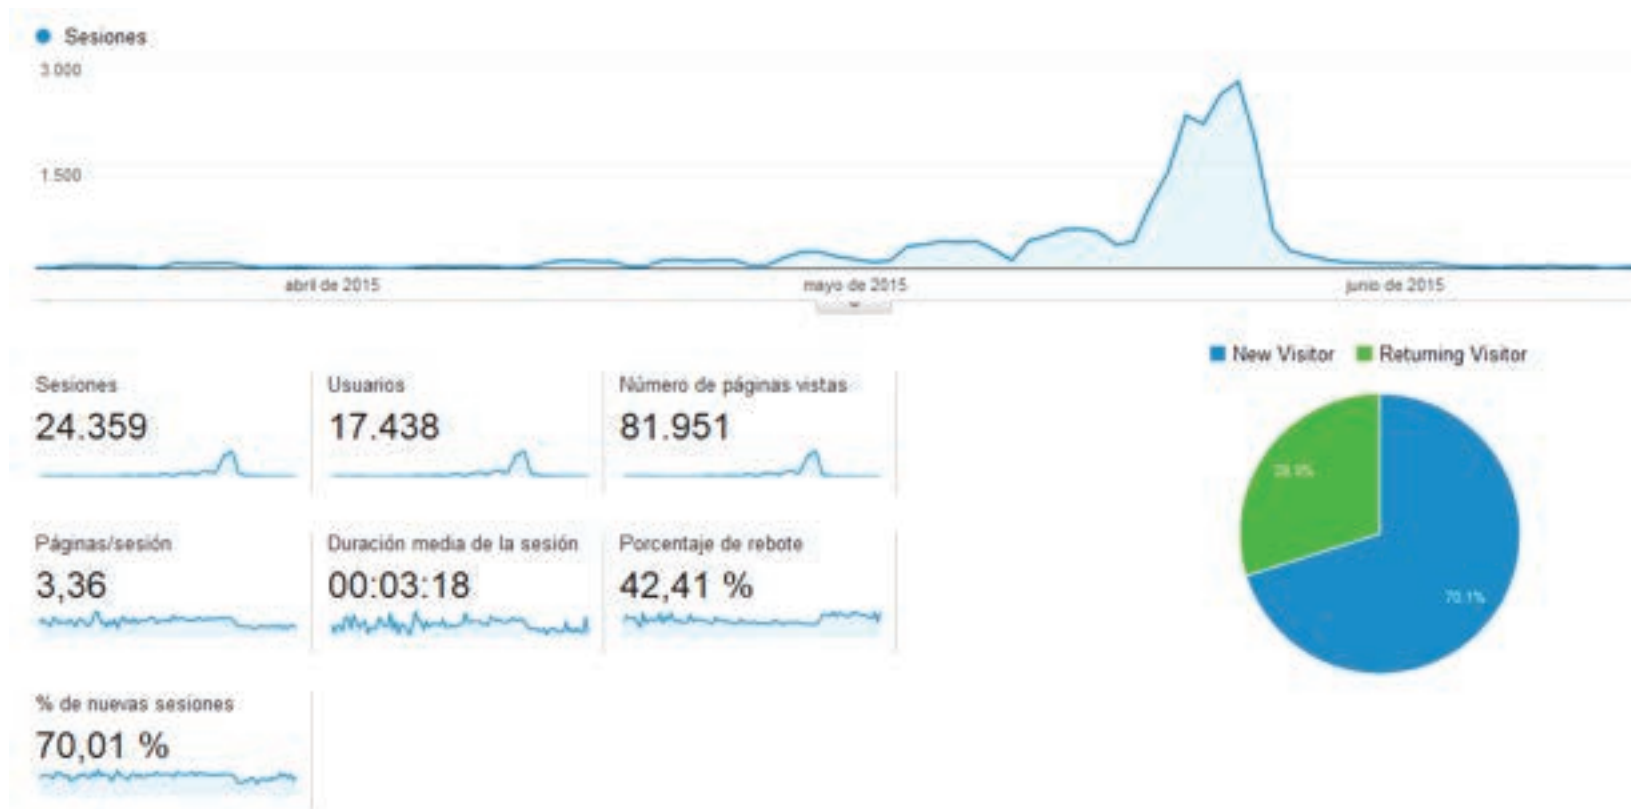 Sesiones
3.000
1.500
abril de 2015
mayo de 2015
junio de 2015
New Visitor
Returning Visitor
Sesiones
24.359
Usuarios
17.438
Número de páginas vistas
81.951
Páginas/sesión
3,36
Duración media de la sesión
00:03:18
Porcentaje de rebote
42,41 %
70.1%
% de nuevas sesiones
70,01 %